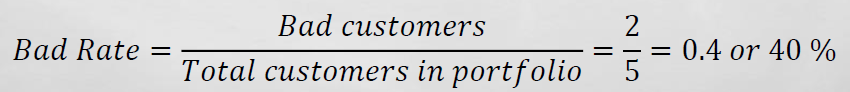 Bad Rate = Bad customers / Total customers in portfolio = 2 / 5 = 0.4 or 40 %